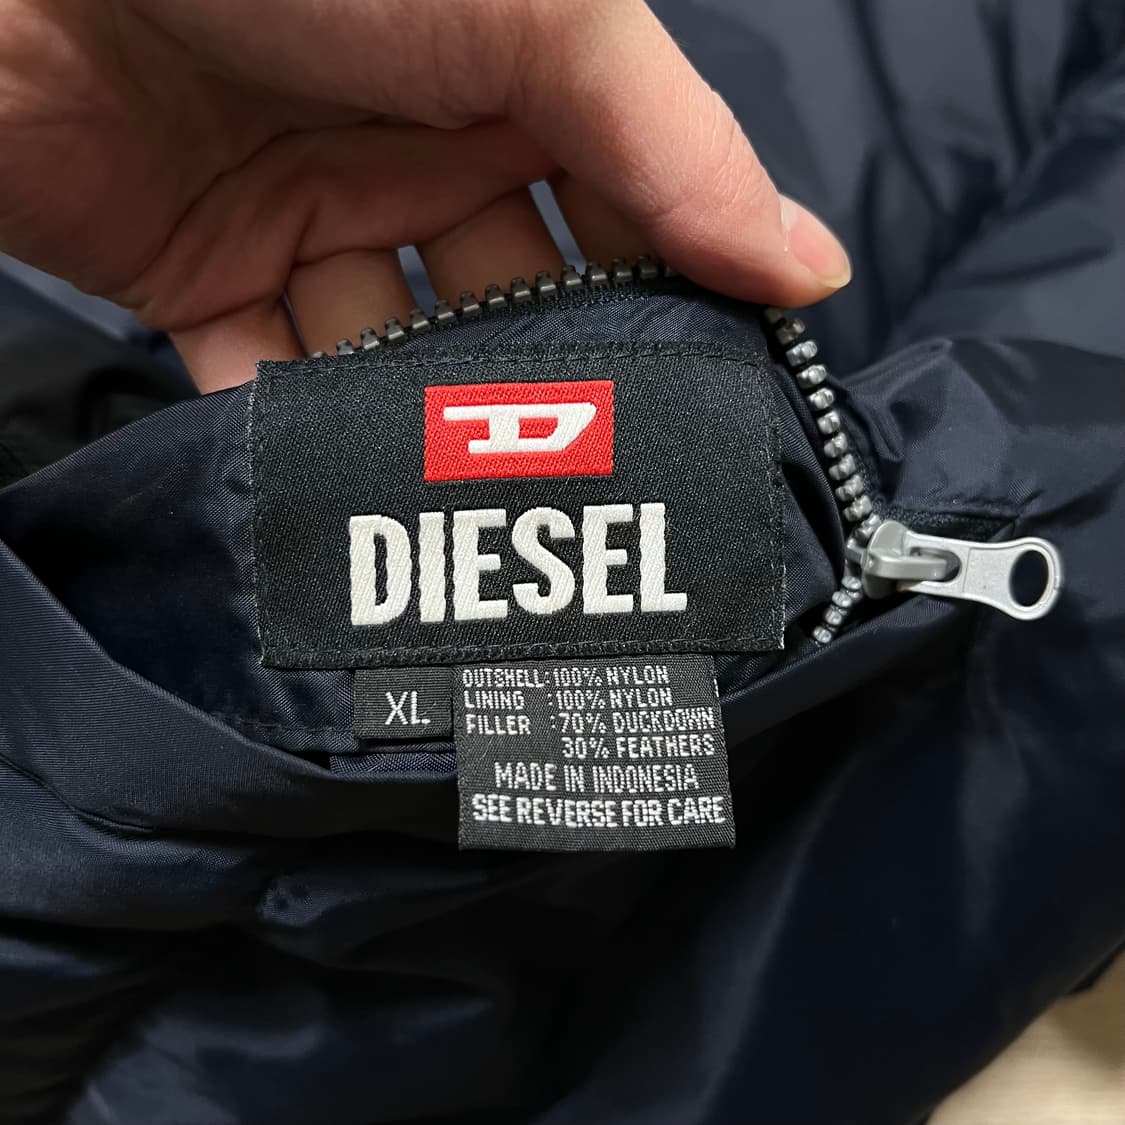 D
DIESEL
XL
OUTSHELL:100% NYLON
LINING :100% NYLON
FILLER :70% DUCKDOWN
30% FEATHERS
MADE IN INDONESIA
SEE REVERSE FOR CARE